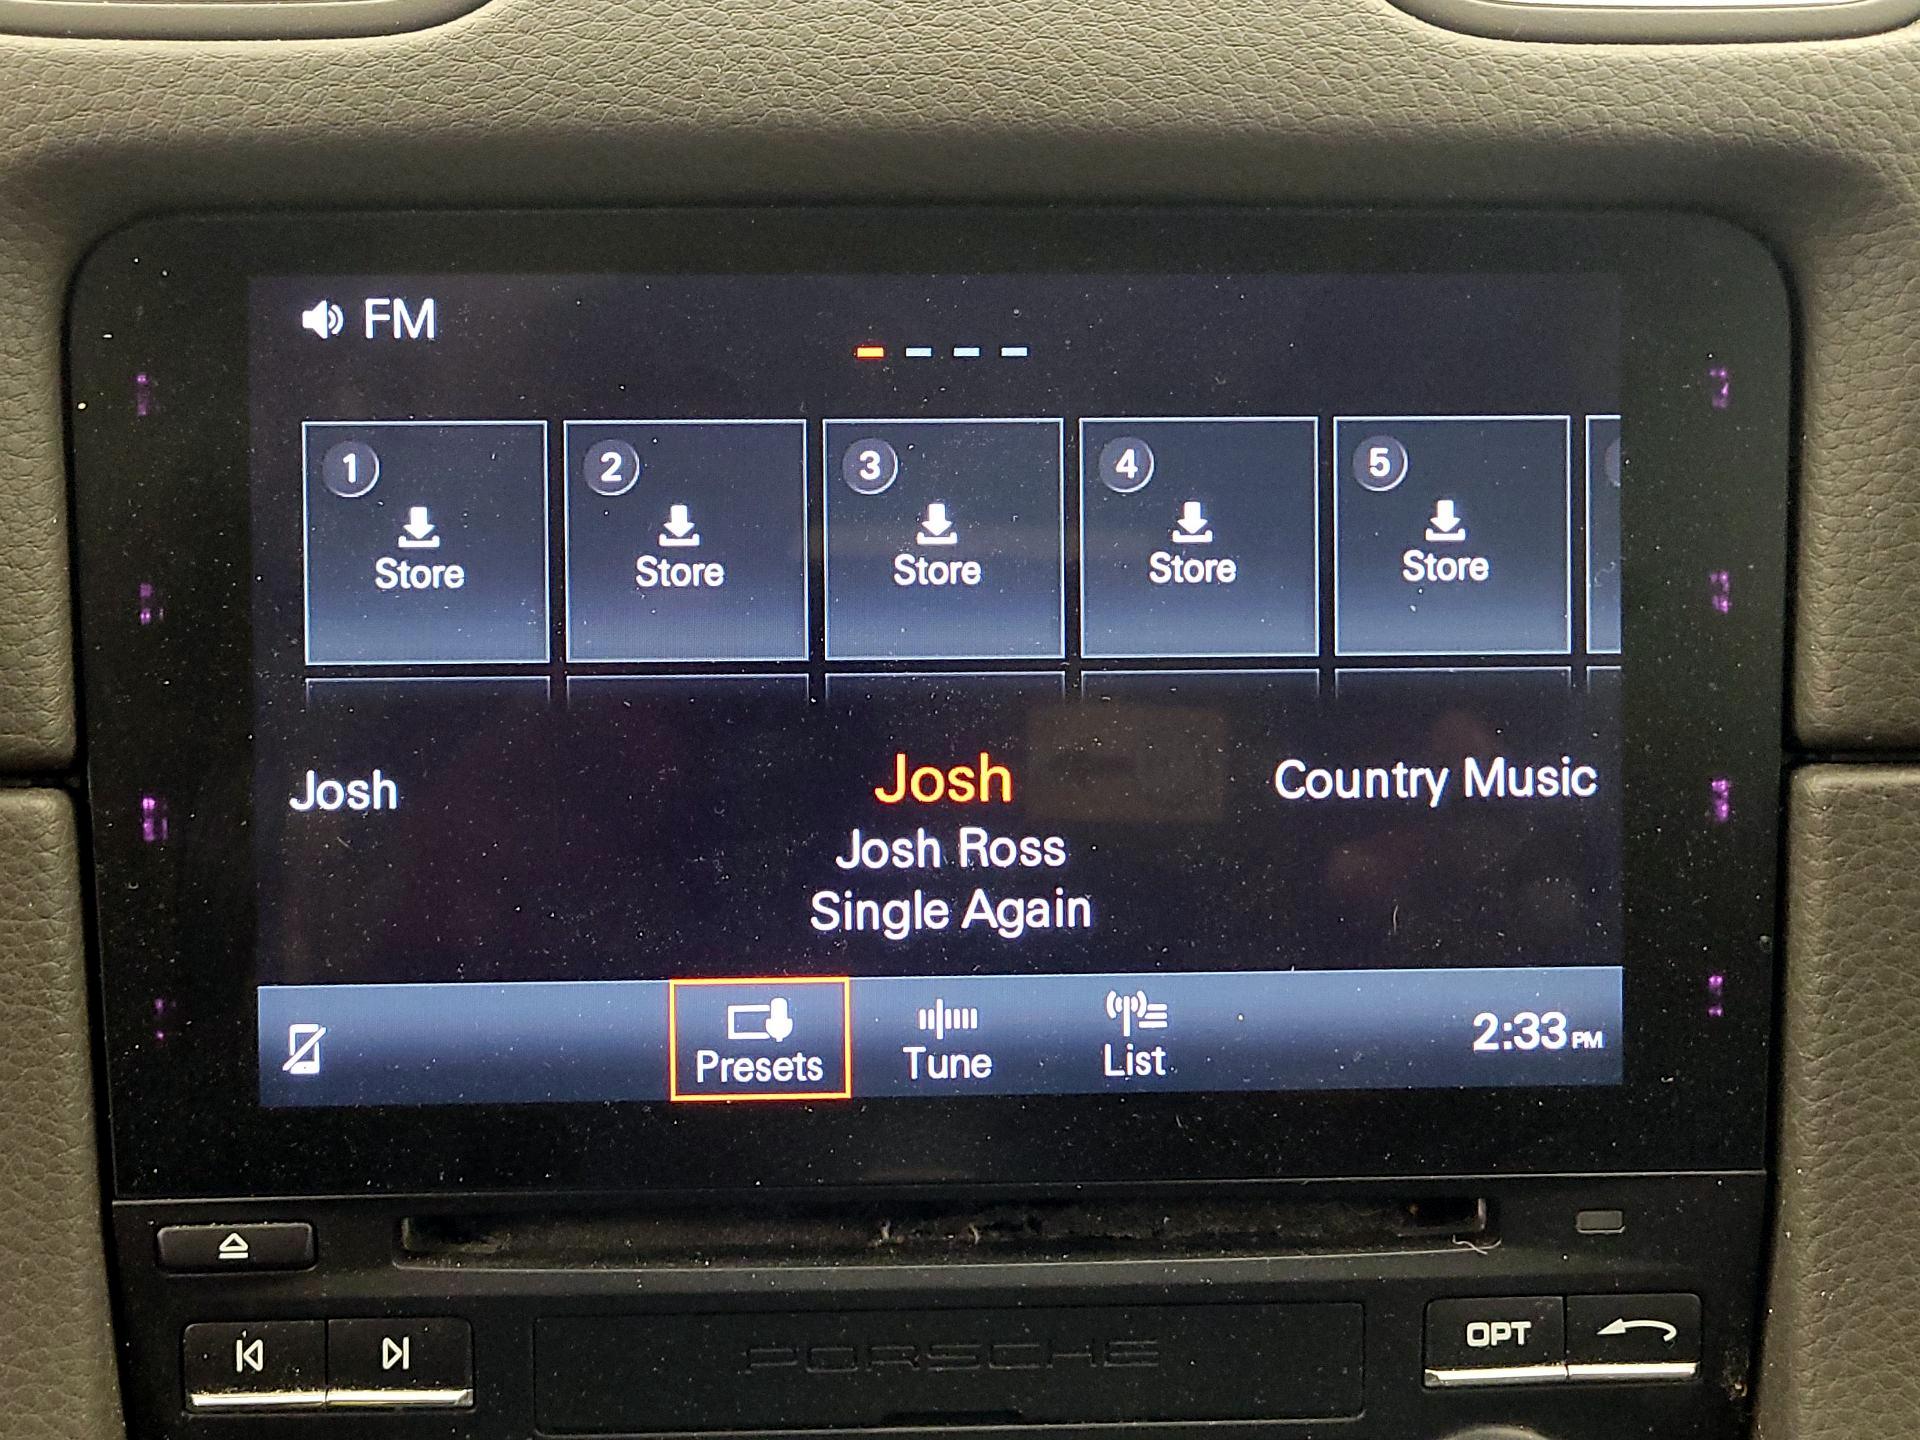 FM
1
2
3
4
5
Store
Store
Store
Store
Store
Josh
Josh
Country Music
Josh Ross
Single Again
Presets
Tune
List
2:33 PM
PORSCHE
OPT